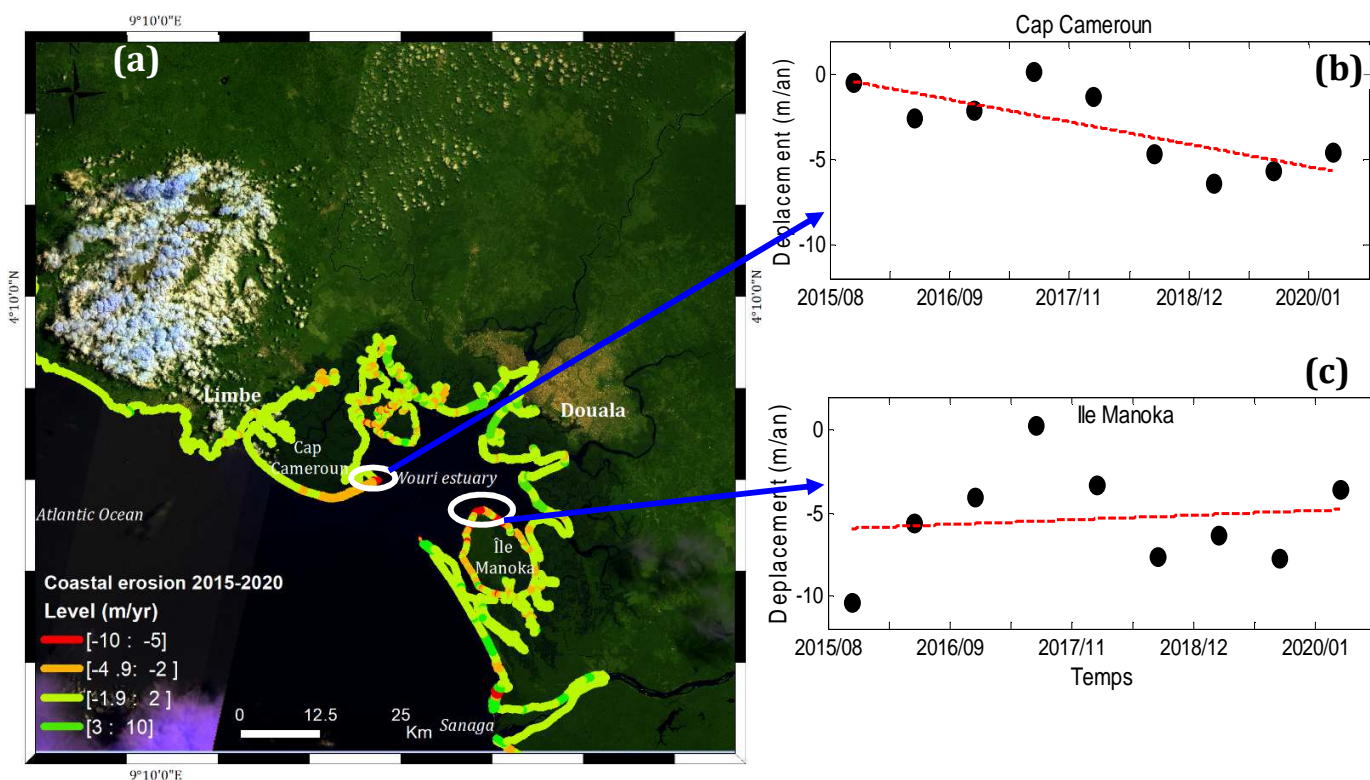 9°10'0"E
(a)
4°10'0"N
4°10'0"N
Limbe
Douala
Cap
Cameroun
Wouri estuary
Atlantic Ocean
Île
Manoka
Coastal erosion 2015-2020
Level (m/yr)
[-10 : -5]
[-4 .9: -2 ]
[-1.9: 2 ]
[3 : 10]
0 12.5 25
Km
Sanaga
9°10'0"E
Cap Cameroun
(b)
Deplacement (m/an)
0
-5
-10
2015/08 2016/09 2017/11 2018/12 2020/01
(c)
Ile Manoka
Deplacement (m/an)
0
-5
-10
2015/08 2016/09 2017/11 2018/12 2020/01
Temps